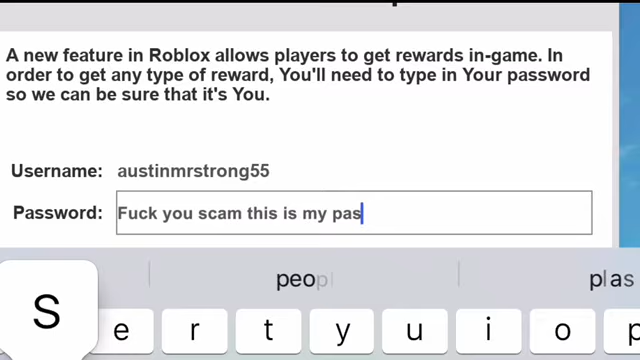 A new feature in Roblox allows players to get rewards in-game. In
order to get any type of reward, You'll need to type in Your password
so we can be sure that it's You.
Username: austinmrstrong55
Password: Fuck you scam this is my pas
peop plas
S e r t y u i o p